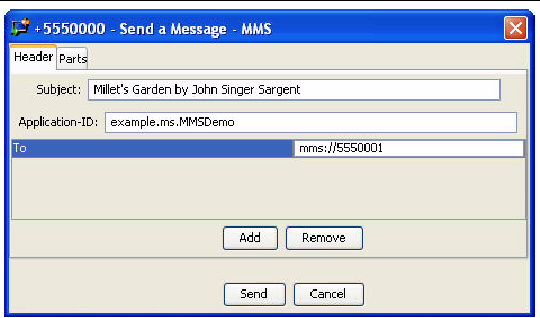 +5550000 - Send a Message - MMS
Header Parts
Subject: Millet's Garden by John Singer Sargent
Application-ID: example.ms.MMSDemo
To mms://5550001
Add Remove
Send Cancel